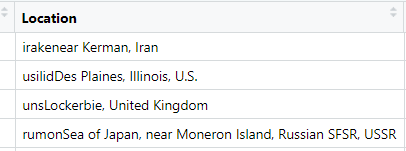 Location
irakenear Kerman, Iran
usilidDes Plaines, Illinois, U.S.
unsLockerbie, United Kingdom
rumonSea of Japan, near Moneron Island, Russian SFSR, USSR